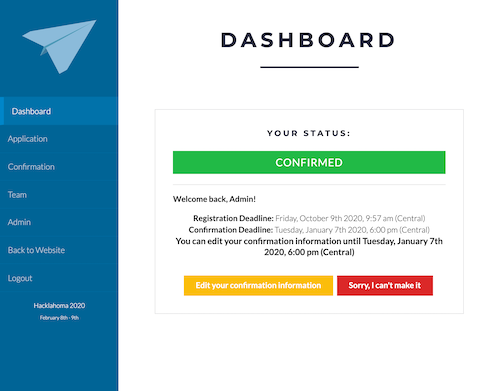 DASHBOARD
Dashboard
Application
Confirmation
Team
Admin
Back to Website
Logout
Hacklahoma 2020
February 8th - 9th
YOUR STATUS:
CONFIRMED
Welcome back, Admin!
Registration Deadline: Friday, October 9th 2020, 9:57 am (Central)
Confirmation Deadline: Tuesday, January 7th 2020, 6:00 pm (Central)
You can edit your confirmation information until Tuesday, January 7th
2020, 6:00 pm (Central)
Edit your confirmation information
Sorry, I can't make it